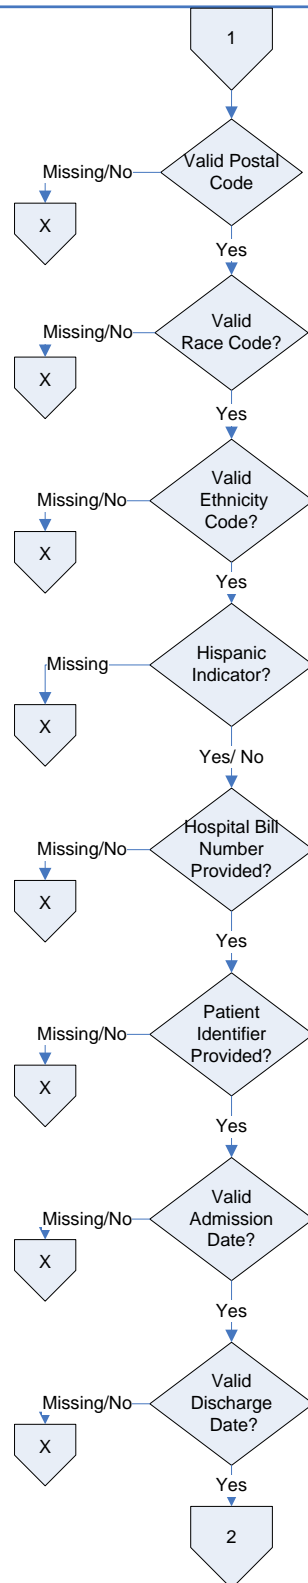 1
Valid Postal
Code
Missing/No
X
Yes
Valid
Race Code?
Missing/No
X
Yes
Valid
Ethnicity
Code?
Missing/No
X
Yes
Hispanic
Indicator?
Missing
X
Yes/ No
Hospital Bill
Number
Provided?
Missing/No
X
Yes
Patient
Identifier
Provided?
Missing/No
X
Yes
Valid
Admission
Date?
Missing/No
X
Yes
Valid
Discharge
Date?
Missing/No
X
Yes
2